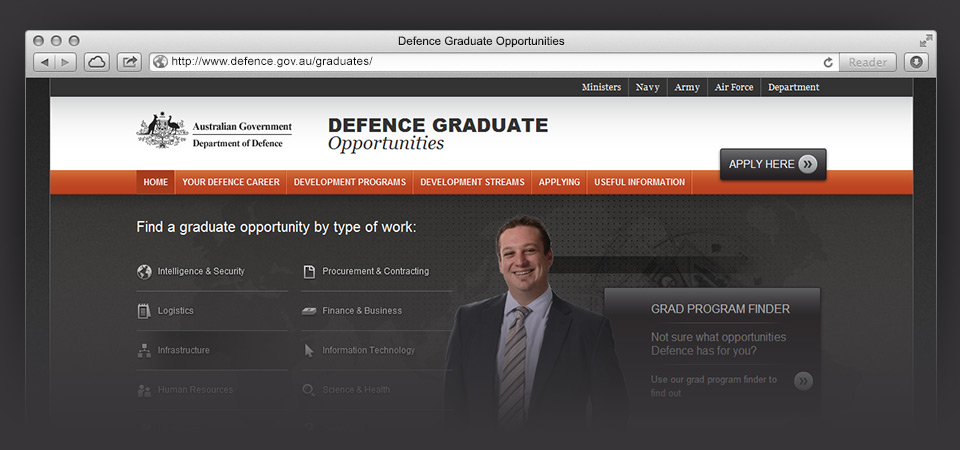 Defence Graduate Opportunities
http://www.defence.gov.au/graduates/
Reader
Ministers
Navy
Army
Air Force
Department
Australian Government
Department of Defence
DEFENCE GRADUATE
Opportunities
APPLY HERE
HOME
YOUR DEFENCE CAREER
DEVELOPMENT PROGRAMS
DEVELOPMENT STREAMS
APPLYING
USEFUL INFORMATION
Find a graduate opportunity by type of work:
Intelligence & Security
Procurement & Contracting
Logistics
Finance & Business
Infrastructure
Information Technology
Human Resources
Science & Health
GRAD PROGRAM FINDER
Not sure what opportunities
Defence has for you?
Use our grad program finder to
find out